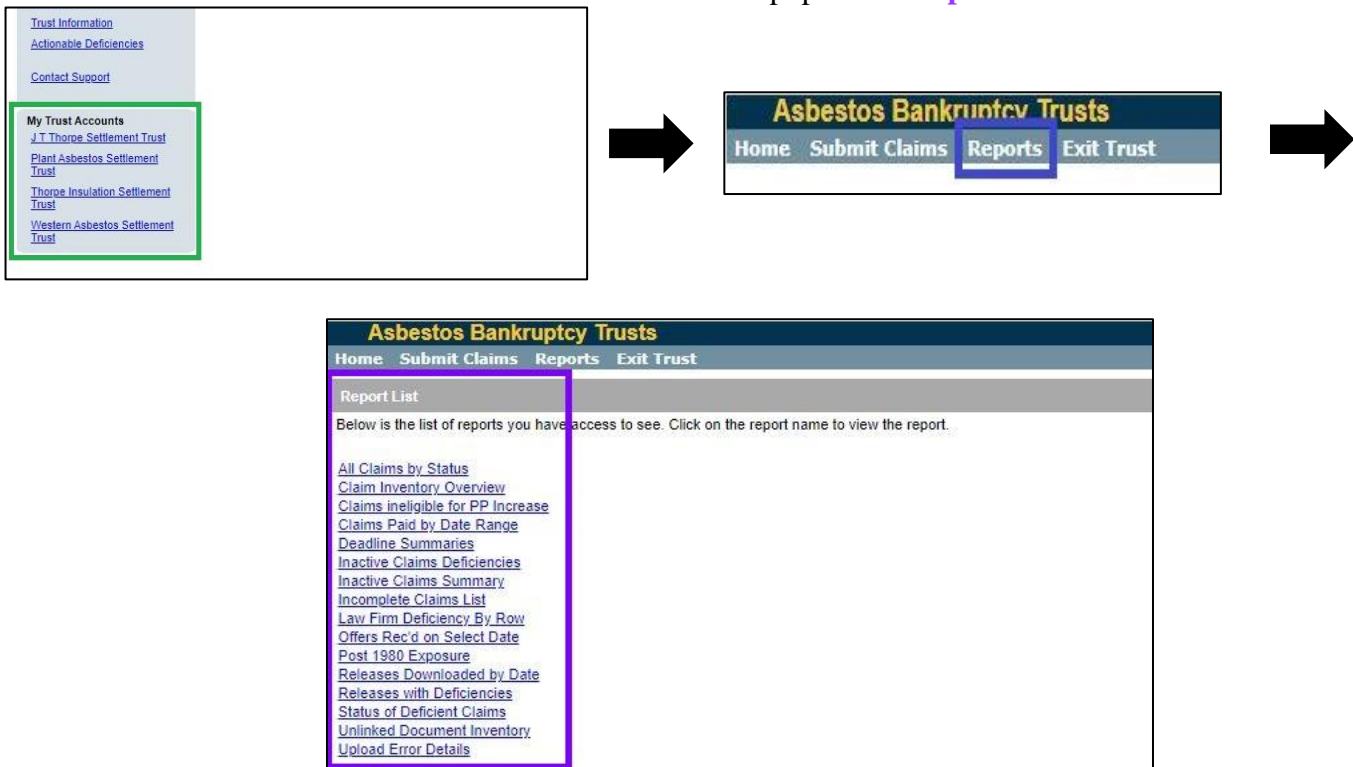 Trust Information
Actionable Deficiencies
Contact Support
My Trust Accounts
J T Thorpe Settlement Trust
Plant Asbestos Settlement
Trust
Thorpe Insulation Settlement
Trust
Western Asbestos Settlement
Trust
Asbestos Bankruptcy Trusts
Home Submit Claims Reports Exit Trust
Asbestos Bankruptcy Trusts
Home Submit Claims Reports Exit Trust
Report List
Below is the list of reports you have access to see. Click on the report name to view the report.
All Claims by Status
Claim Inventory Overview
Claims ineligible for PP Increase
Claims Paid by Date Range
Deadline Summaries
Inactive Claims Deficiencies
Inactive Claims Summary
Incomplete Claims List
Law Firm Deficiency By Row
Offers Rec'd on Select Date
Post 1980 Exposure
Releases Downloaded by Date
Releases with Deficiencies
Status of Deficient Claims
Unlinked Document Inventory
Upload Error Details